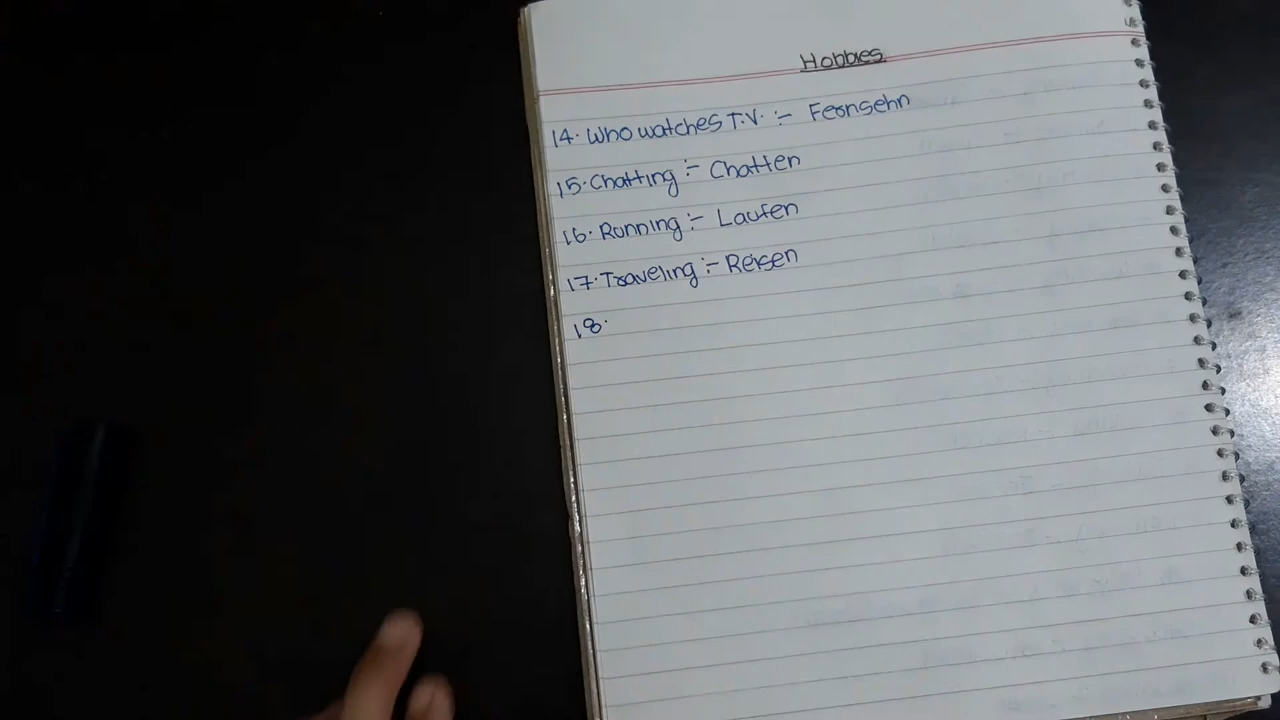 Hobbies
14. Who watches T.V. :- Fernsehn
15. Chatting :- Chatten
16. Running :- Laufen
17. Traveling :- Reisen
18.